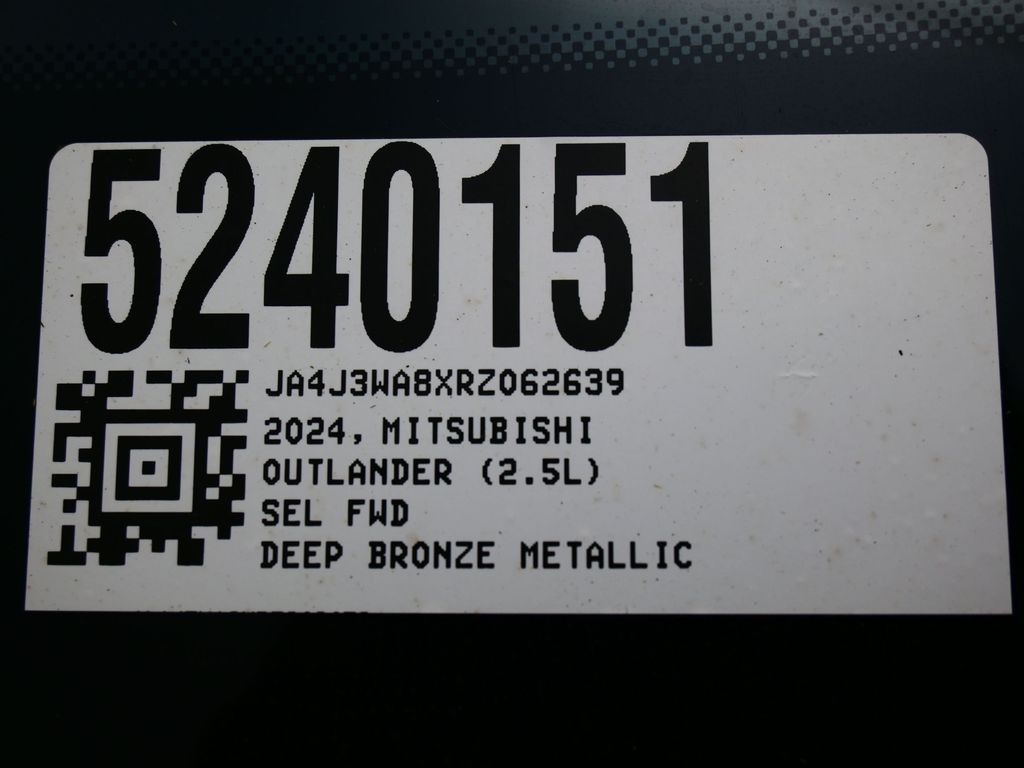 5240151
JA4J3WA8XRZ062639
2024, MITSUBISHI
OUTLANDER (2.5L)
SEL FWD
DEEP BRONZE METALLIC